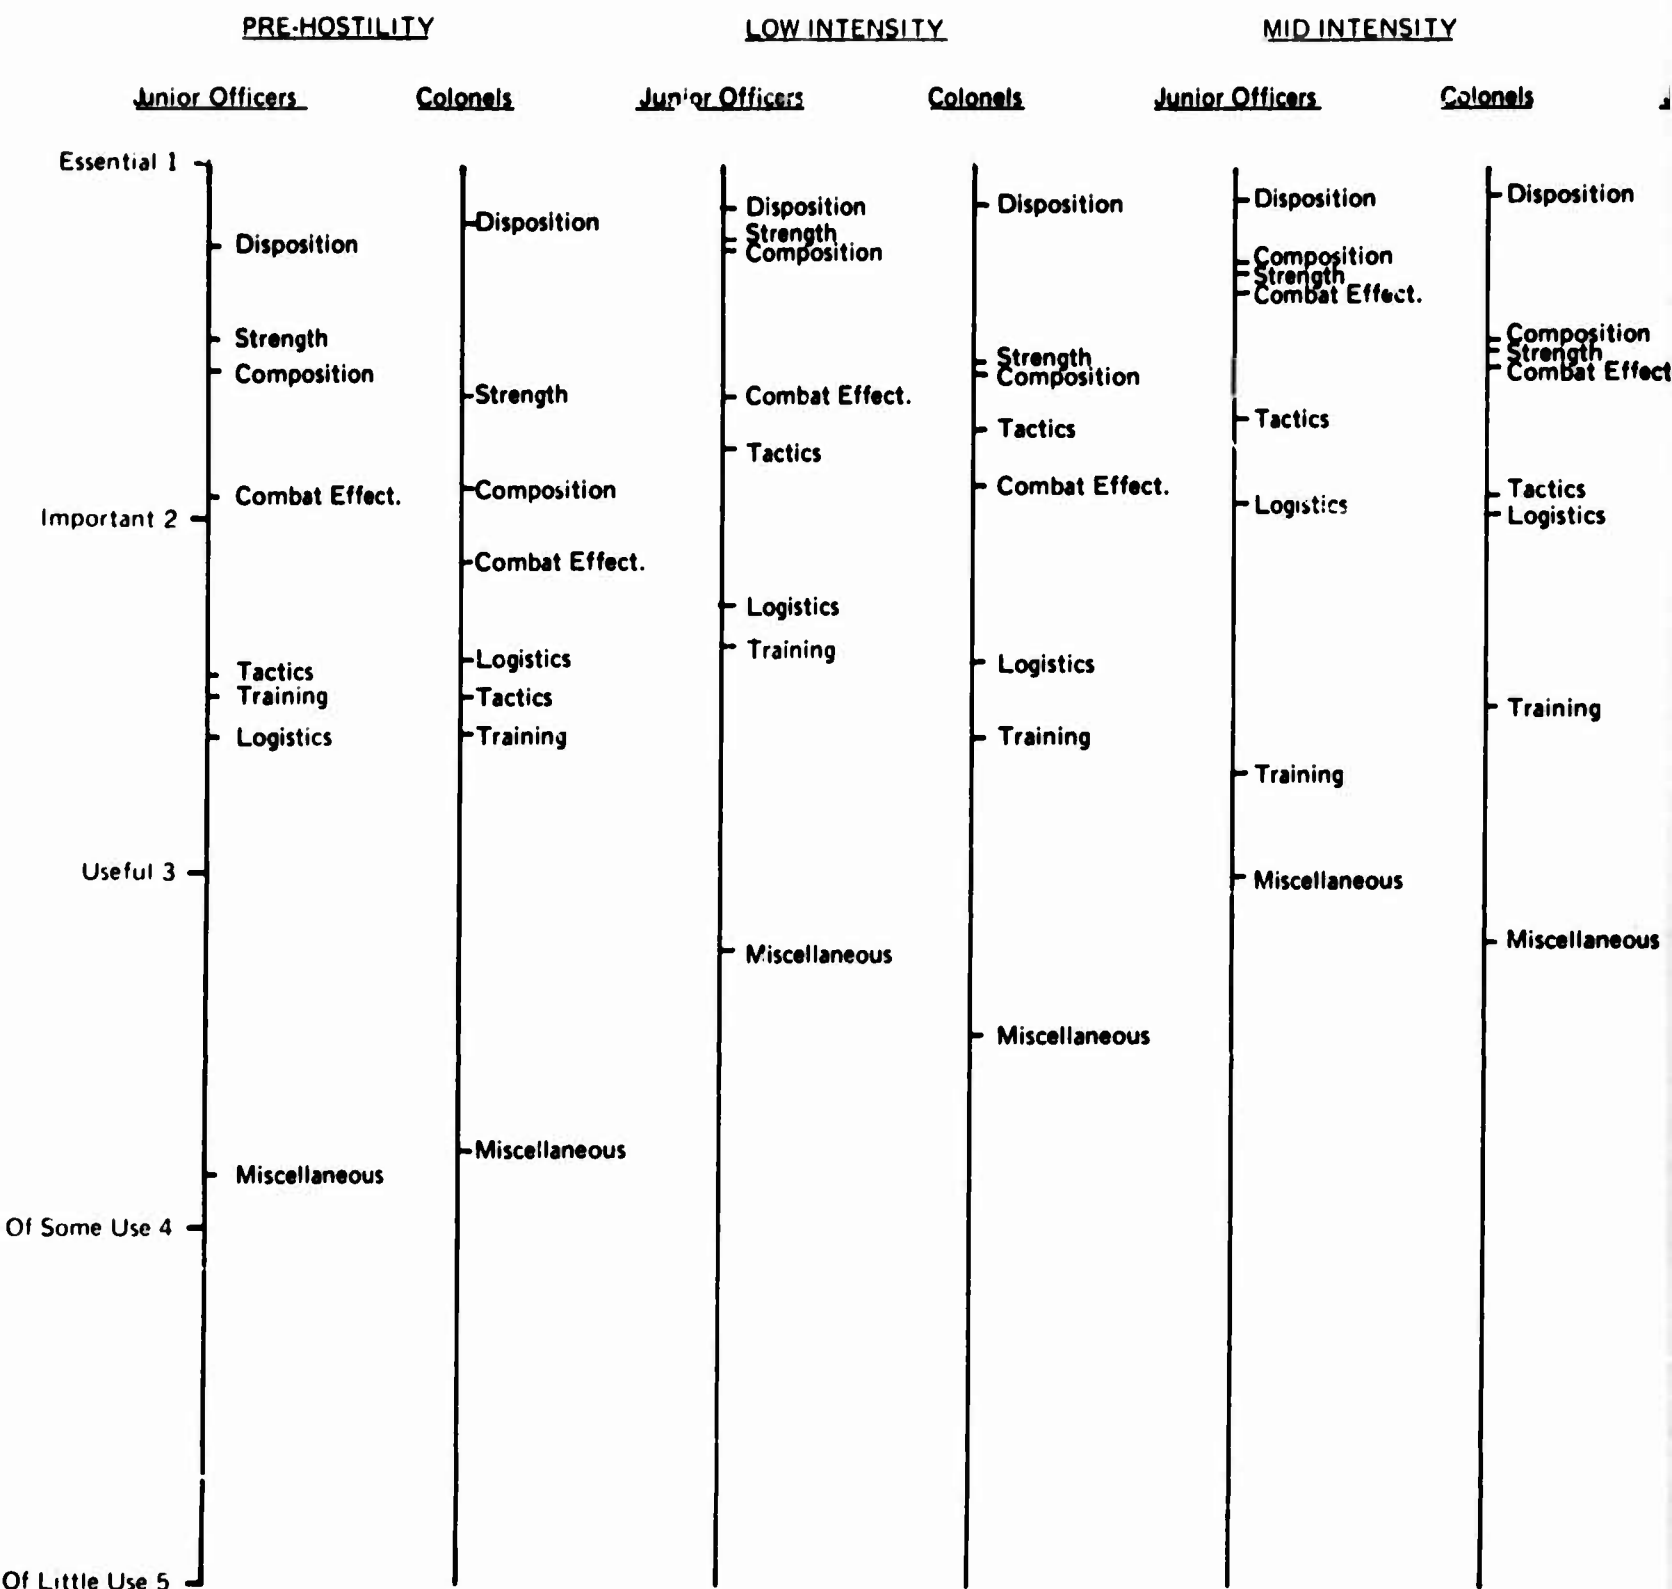 PRE-HOSTILITY
LOW INTENSITY
MID INTENSITY
Junior Officers
Colonels
Junior Officers
Colonels
Junior Officers
Colonels
Essential 1
Important 2
Useful 3
Of Some Use 4
Of Little Use 5
Disposition
Strength
Composition
Combat Effect.
Tactics
Training
Logistics
Miscellaneous
Disposition
Strength
Composition
Combat Effect.
Logistics
Tactics
Training
Miscellaneous
Disposition
Strength
Composition
Combat Effect.
Tactics
Logistics
Training
Miscellaneous
Disposition
Strength
Composition
Tactics
Combat Effect.
Logistics
Training
Miscellaneous
Disposition
Composition
Strength
Combat Effect.
Tactics
Logistics
Training
Miscellaneous
Disposition
Composition
Strength
Combat Effect
Tactics
Logistics
Training
Miscellaneous